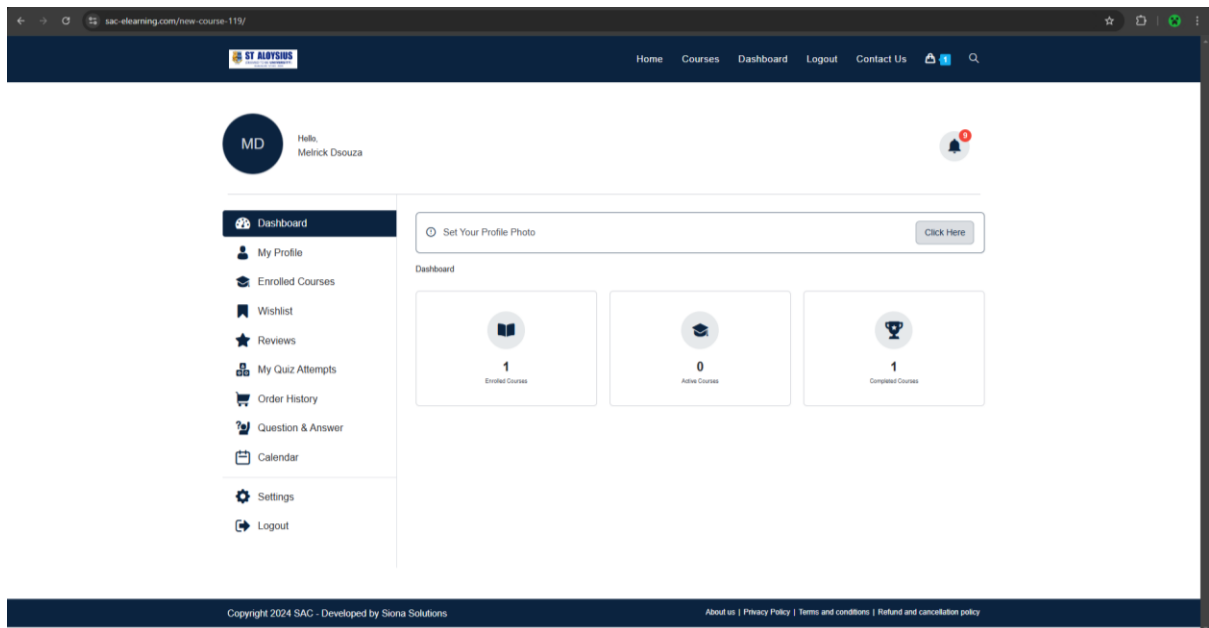 sac-elearning.com/new-course-119/
ST ALOYSIUS
Home Courses Dashboard Logout Contact Us 1
MD
Hello,
Melrick Dsouza
9
Dashboard
My Profile
Enrolled Courses
Wishlist
Reviews
My Quiz Attempts
Order History
Question & Answer
Calendar
Settings
Logout
Set Your Profile Photo
Click Here
Dashboard
1
Enrolled Courses
0
Active Courses
1
Completed Courses
Copyright 2024 SAC - Developed by Siona Solutions
About us | Privacy Policy | Terms and conditions | Refund and cancellation policy